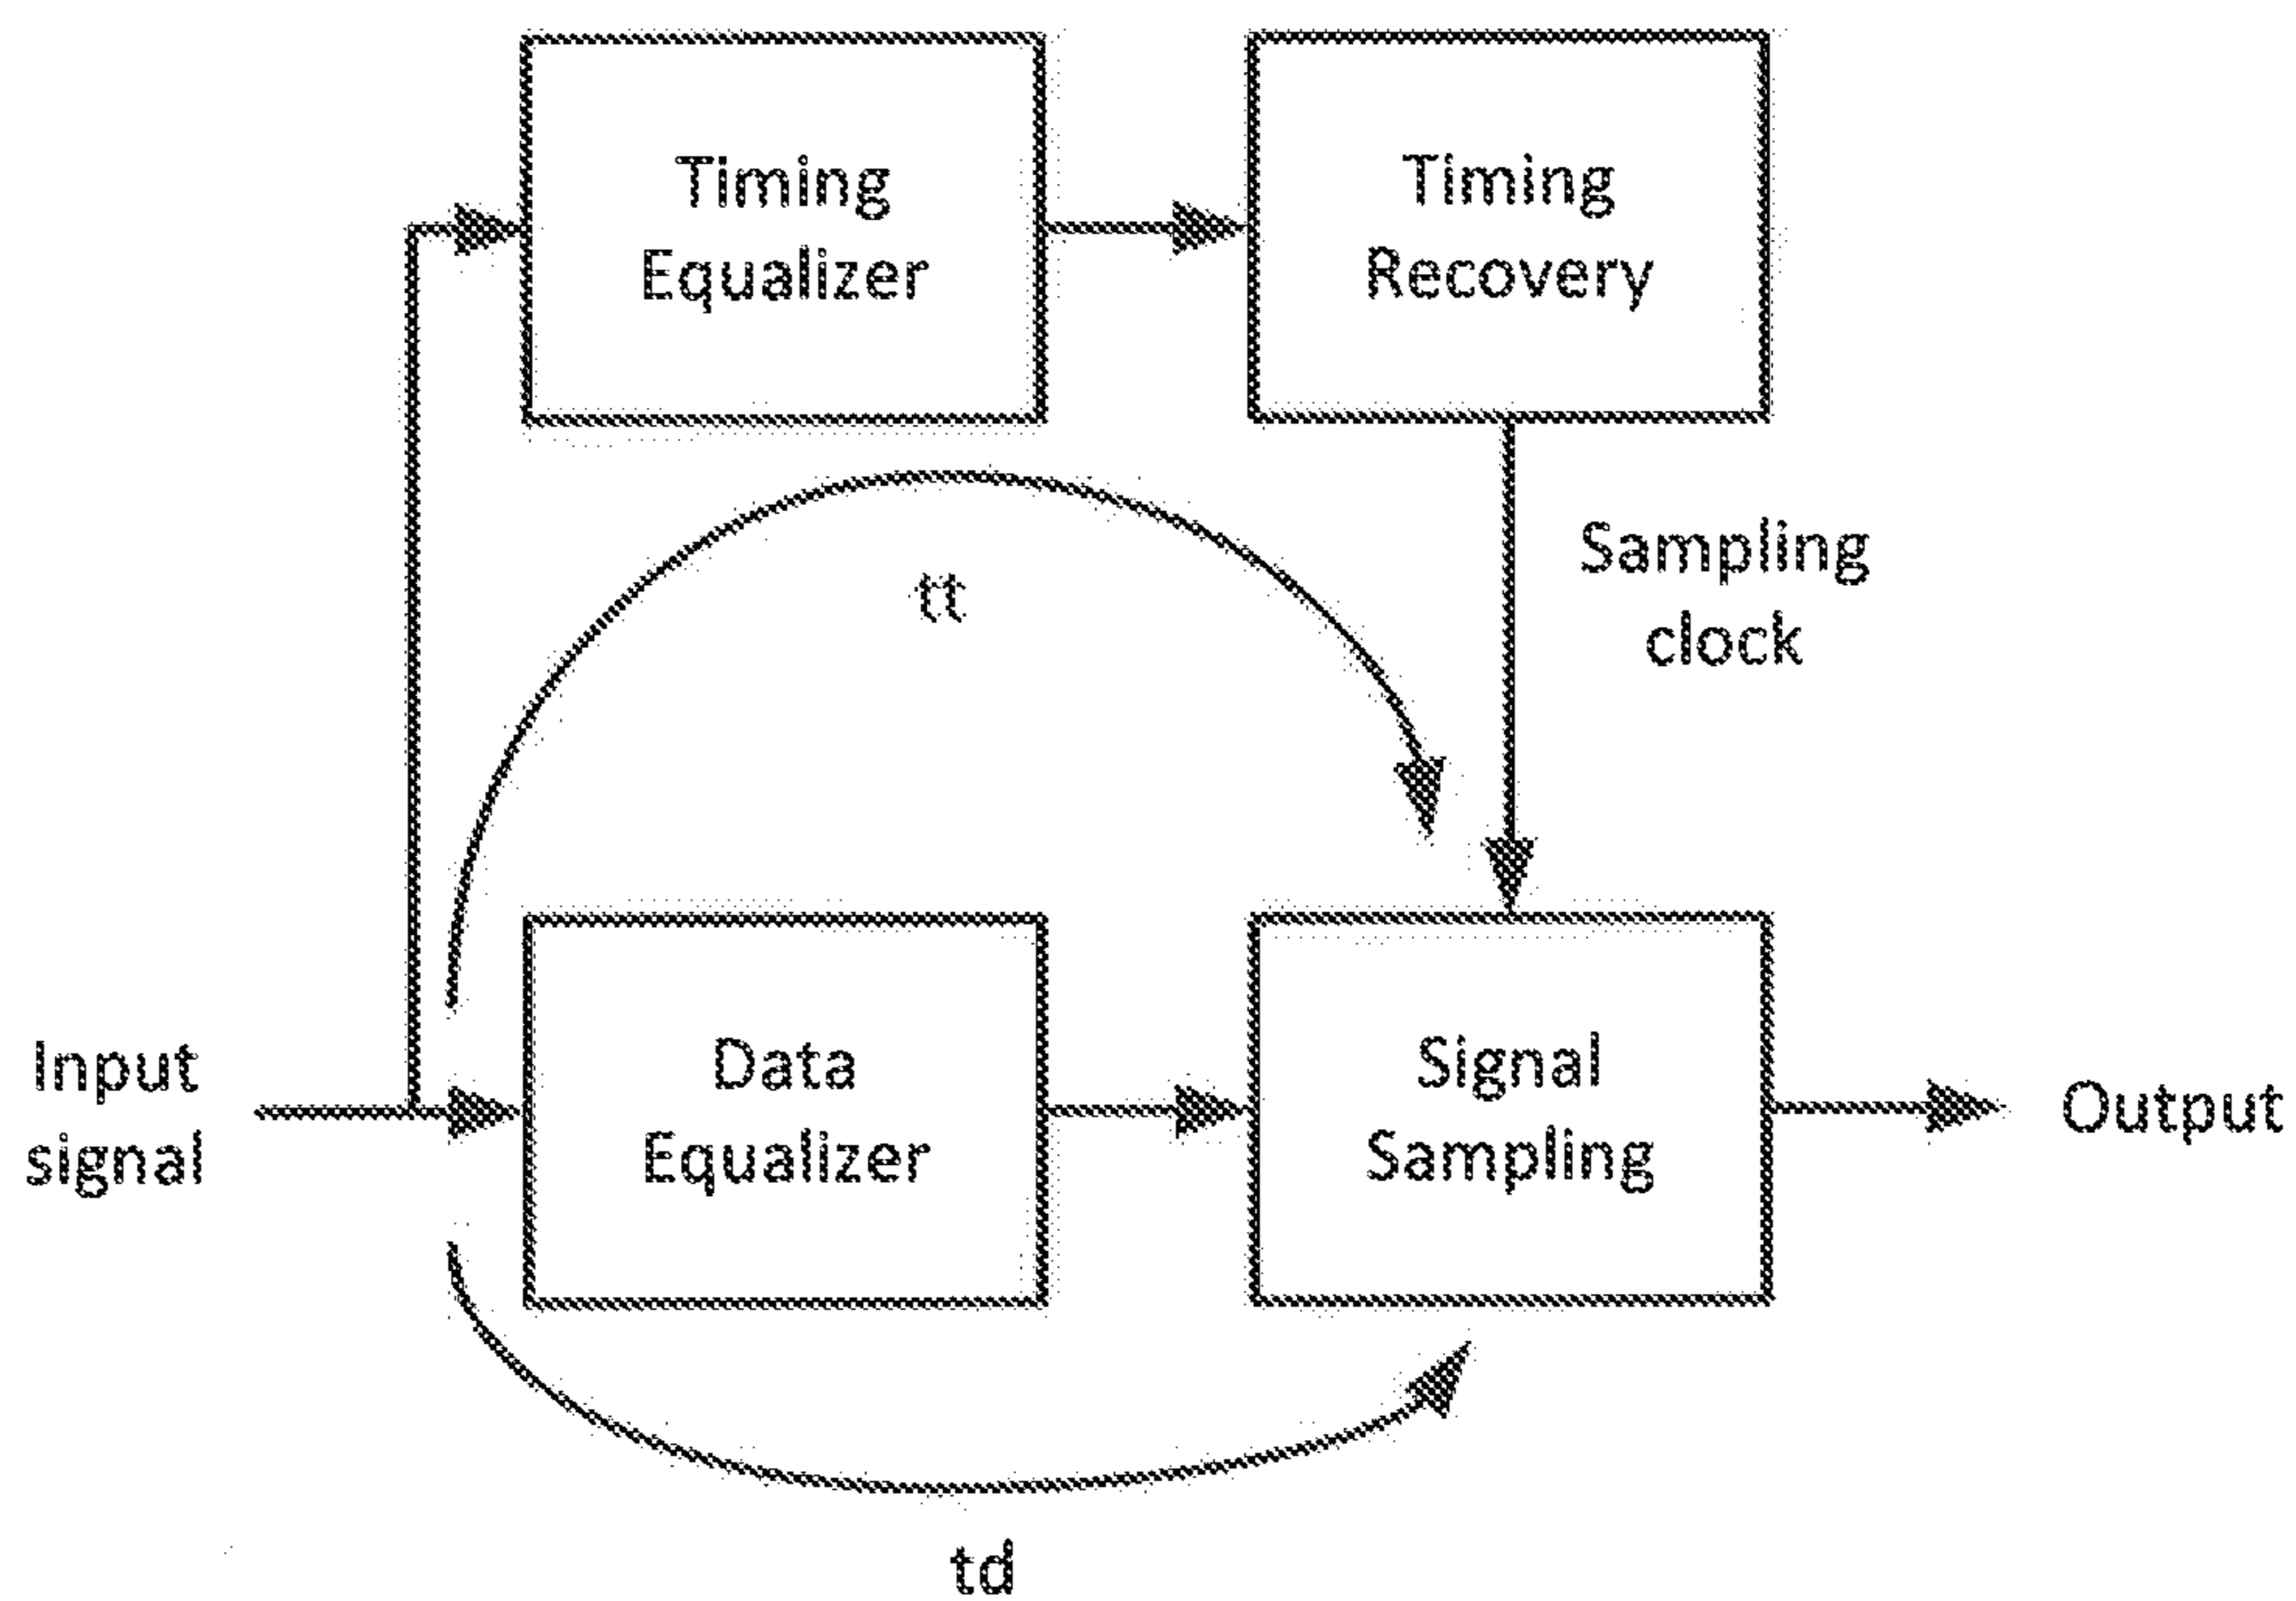 Timing
Equalizer
Timing
Recovery
tt
Sampling
clock
Input
signal
Data
Equalizer
Signal
Sampling
Output
td